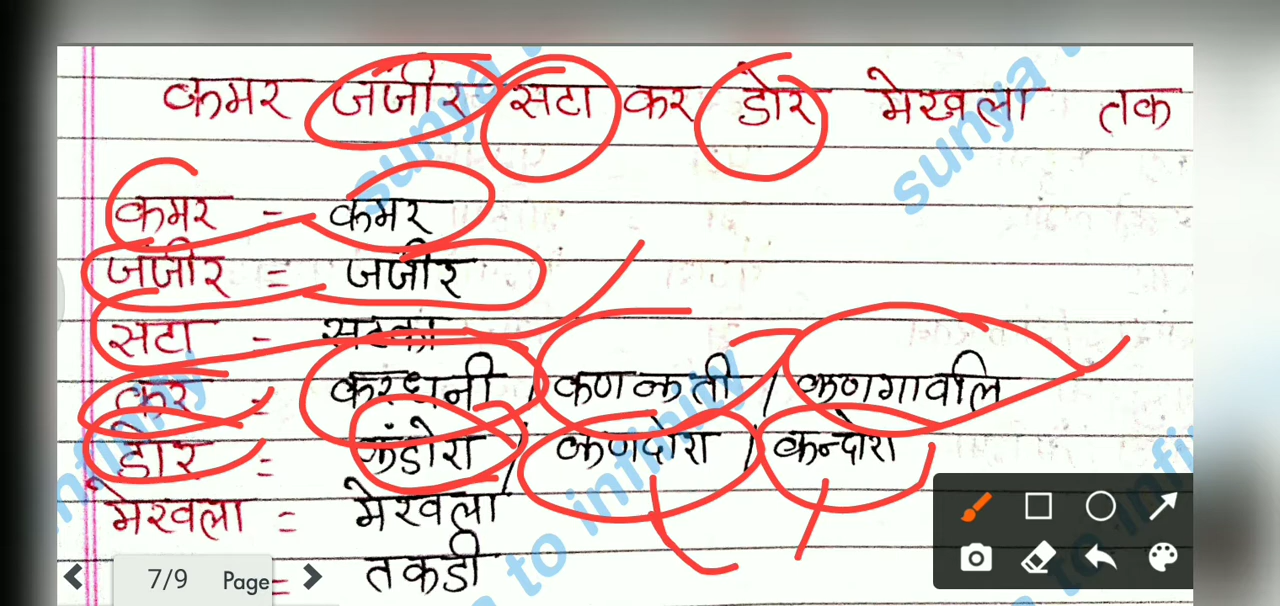 कमर जंजीर सटा कर डोर मेखला तक
कमर - कमर
जंजीर = जंजीर
सटा - सटका
कर = करधनी / कणकती / कणगावलि
डोर = कंडोरा / कणदोरा / कन्दोरा
मेखला = मेखला
= तकडी
7/9 Page
sunya to infinity